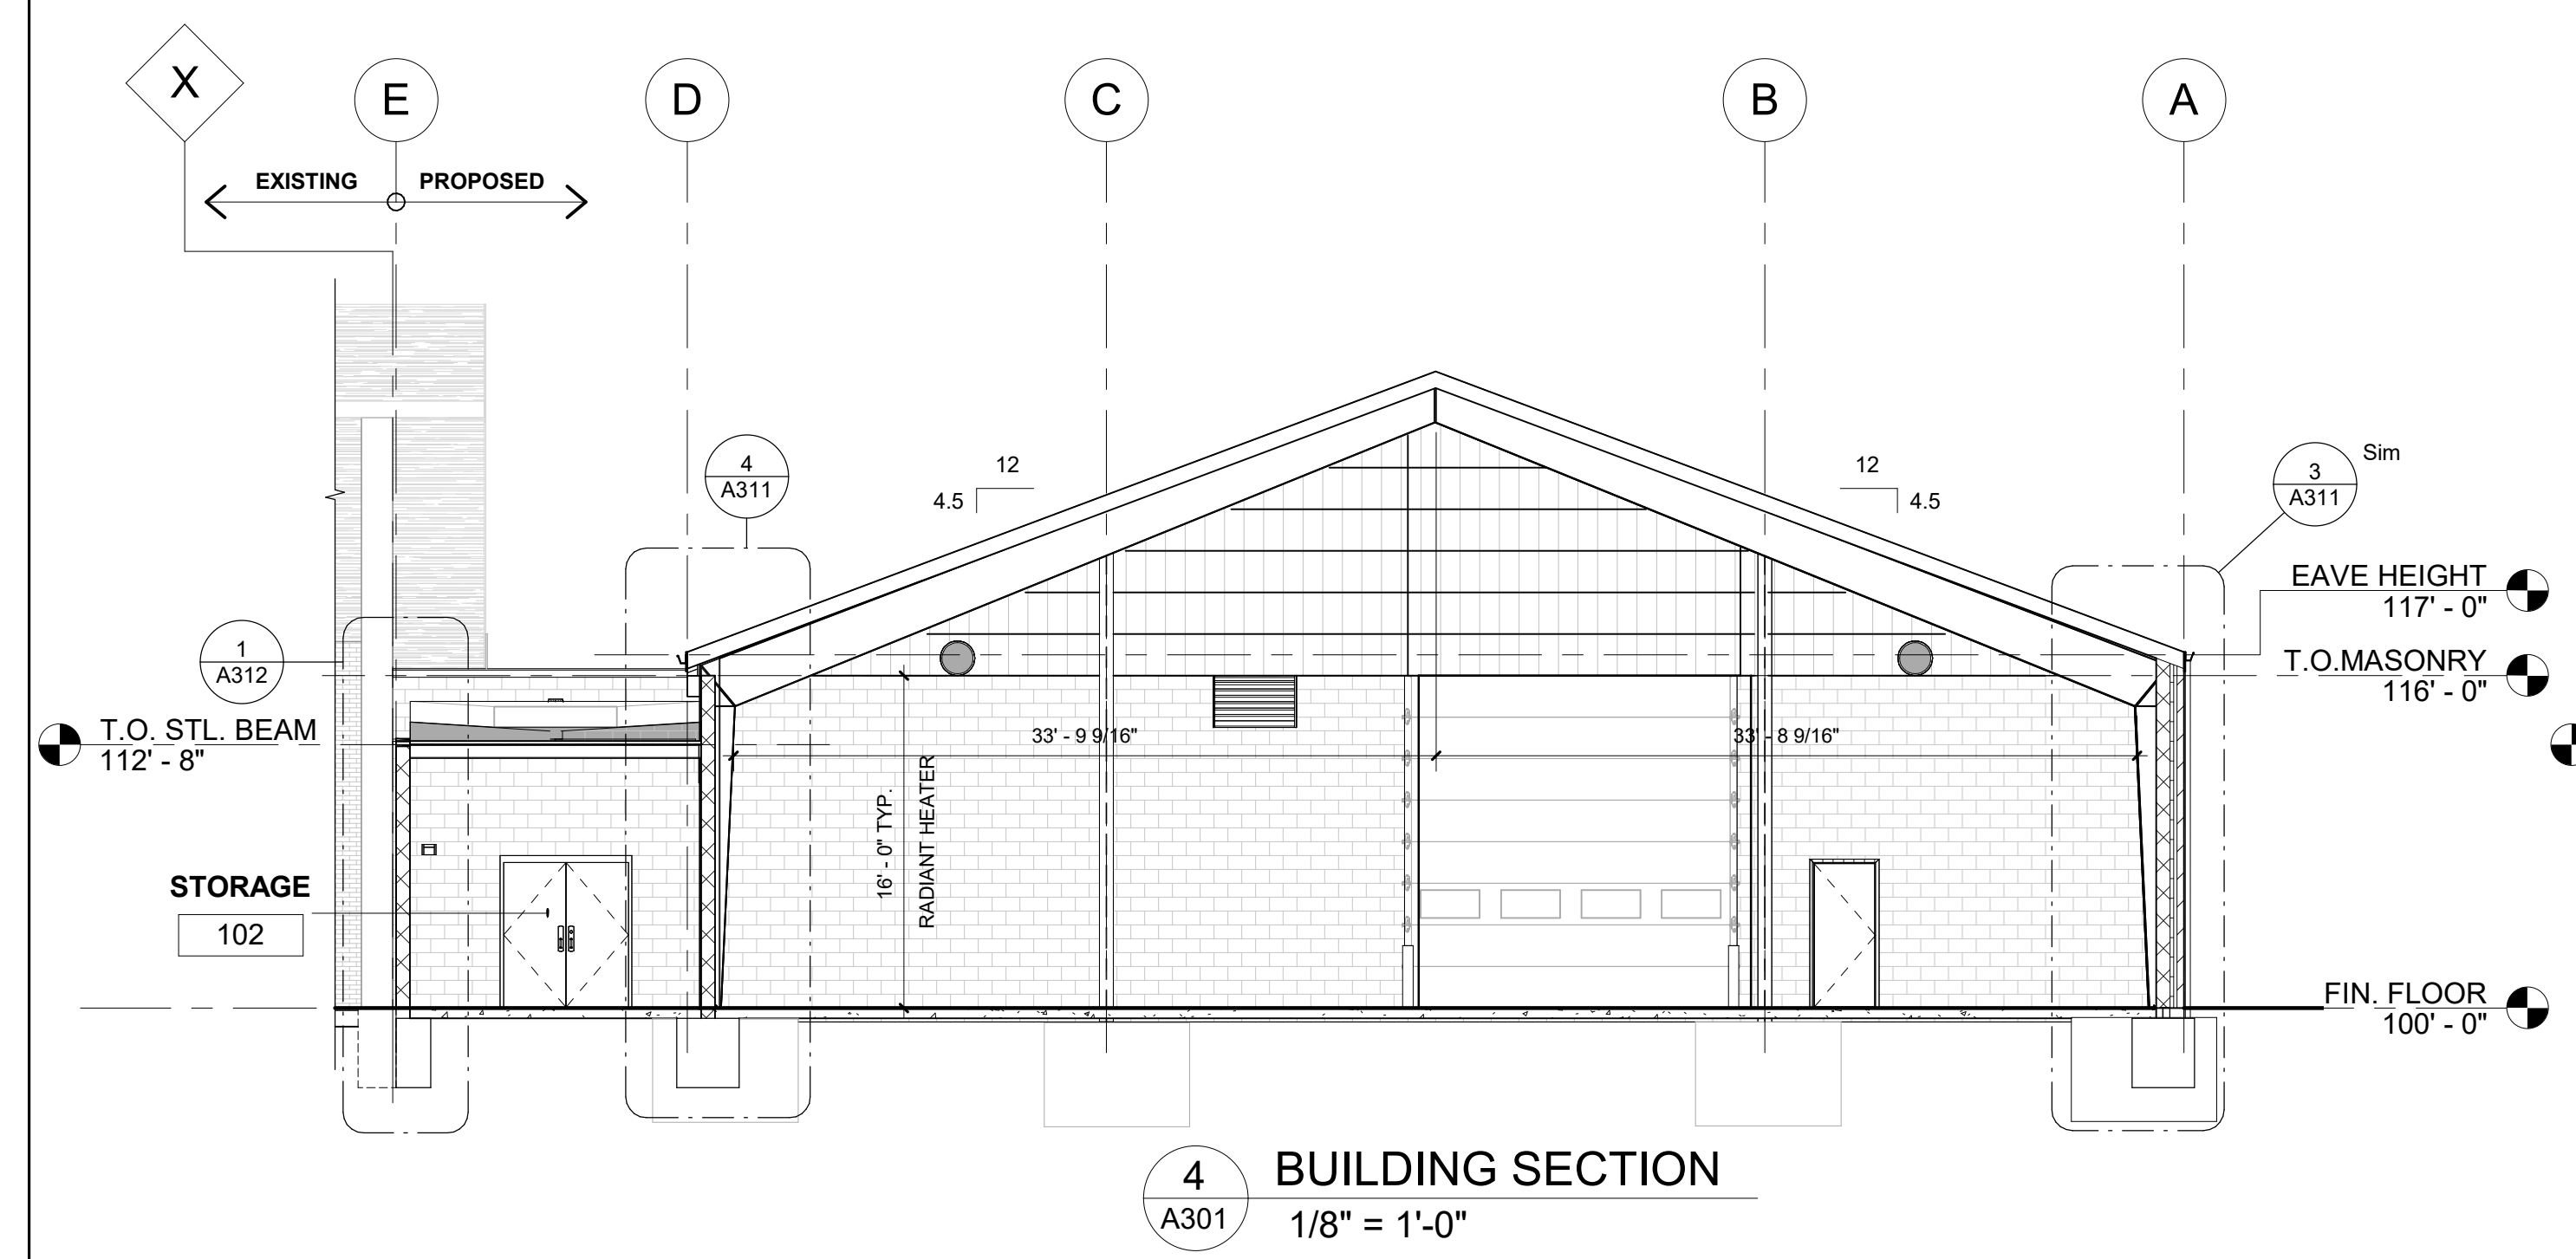 X
E
D
C
B
A
EXISTING
PROPOSED
4
A311
12
4.5
12
4.5
3
A311
Sim
EAVE HEIGHT
117' - 0"
1
A312
T.O.MASONRY
116' - 0"
T.O. STL. BEAM
112' - 8"
33' - 9 9/16"
33' - 8 9/16"
16' - 0" TYP.
RADIANT HEATER
STORAGE
102
FIN. FLOOR
100' - 0"
4
A301
BUILDING SECTION
1/8" = 1'-0"